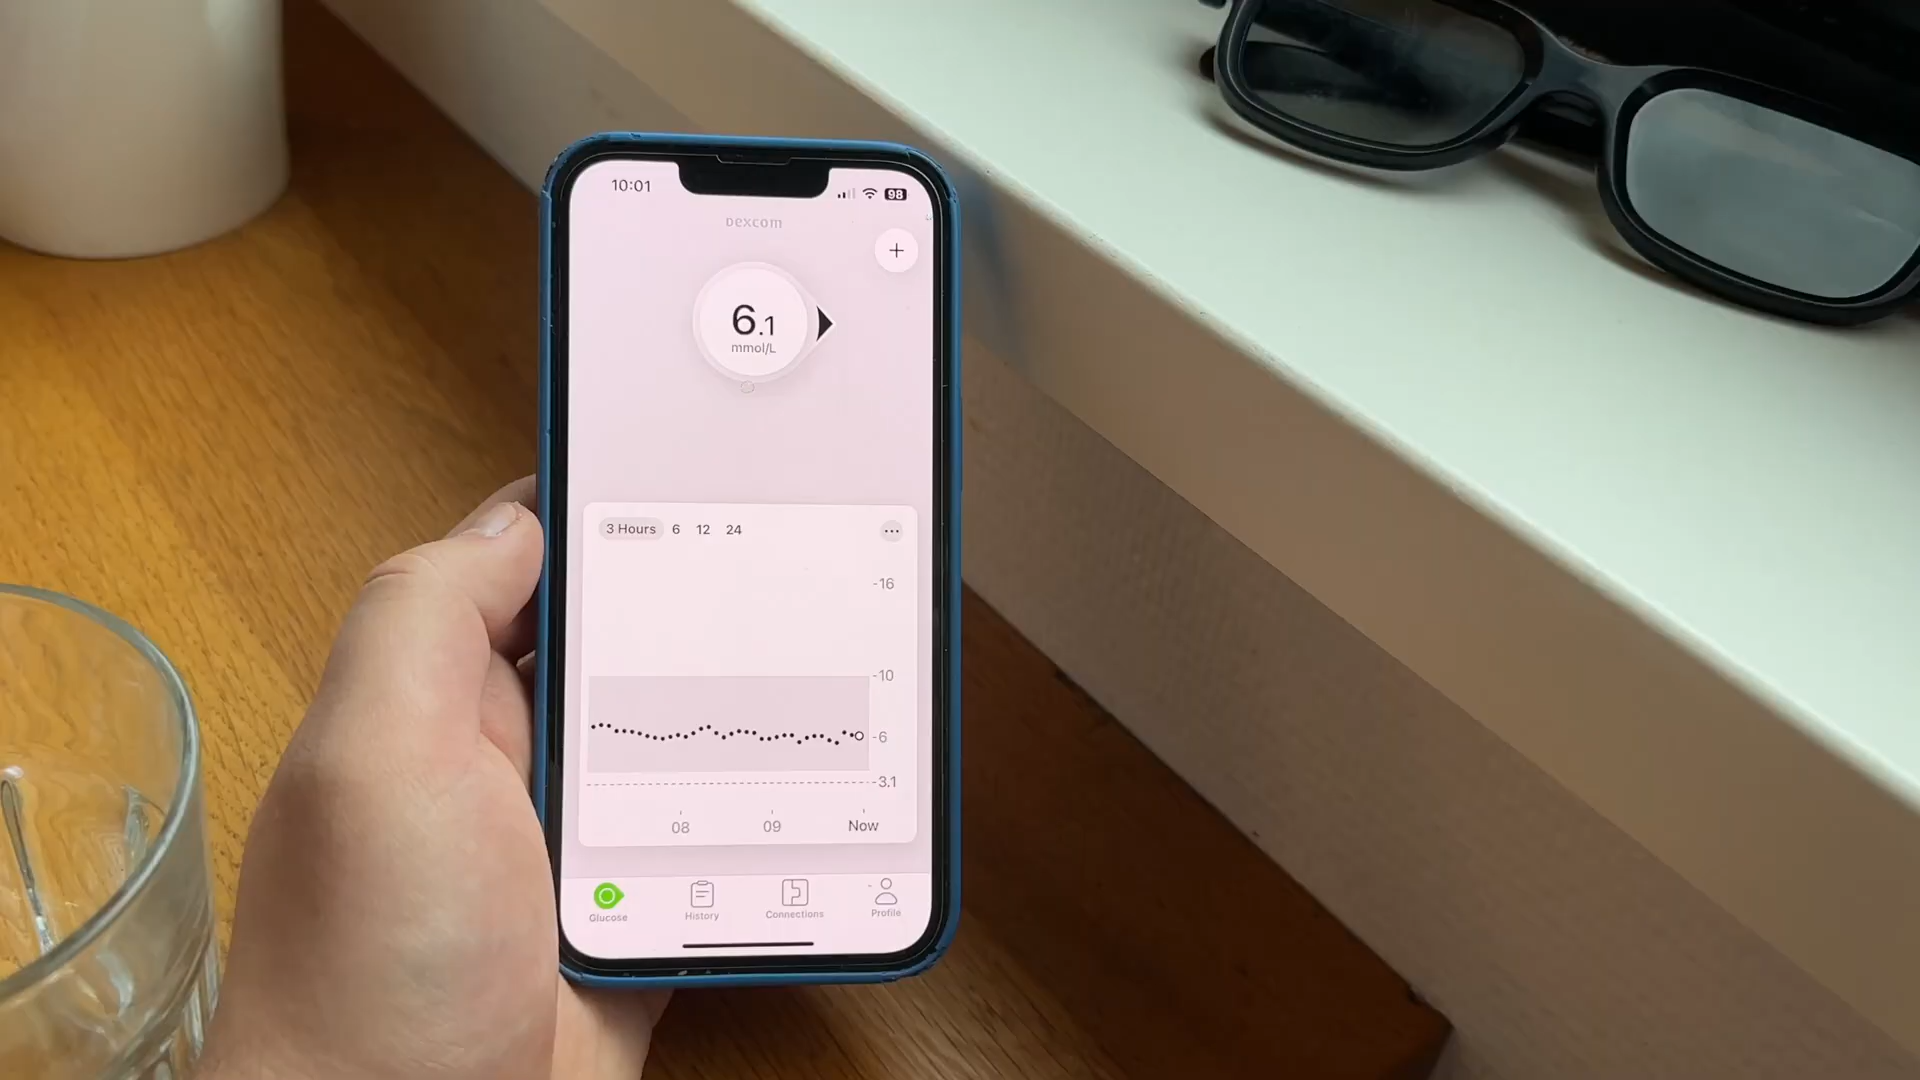 10:01
98
Dexcom
+
6.1
mmol/L
3 Hours 6 12 24
-16
-10
-6
-3.1
08 09 Now
Glucose History Connections Profile